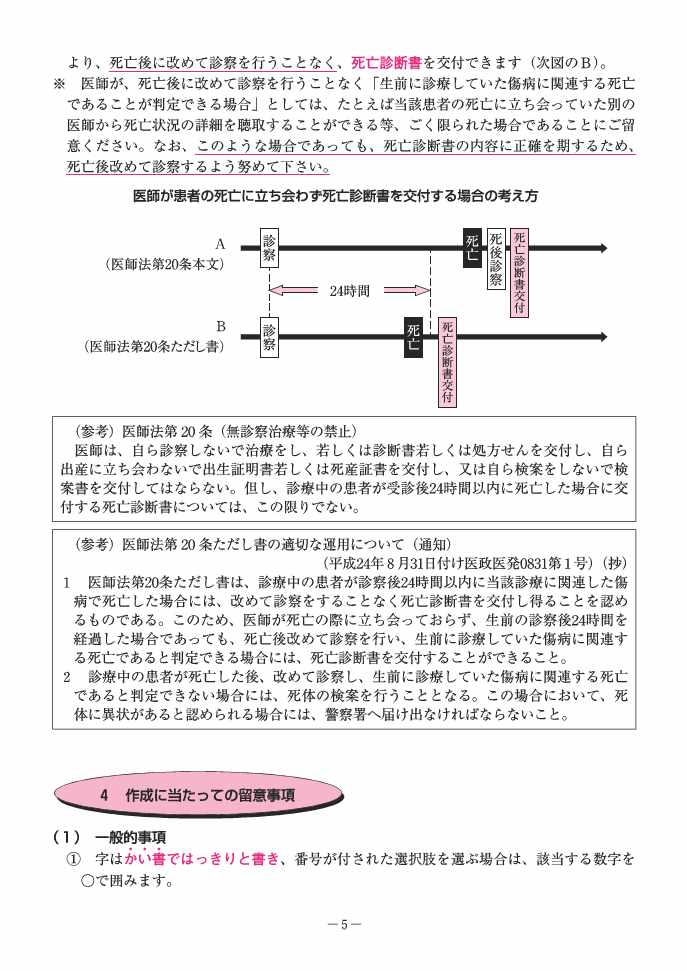 より、死亡後に改めて診察を行うことなく、死亡診断書を交付できます（次図のB）。
※　医師が、死亡後に改めて診察を行うことなく「生前に診療していた傷病に関連する死亡
であることが判定できる場合」としては、たとえば当該患者の死亡に立ち会っていた別の
医師から死亡状況の詳細を聴取することができる等、ごく限られた場合であることにご留
意ください。なお、このような場合であっても、死亡診断書の内容に正確を期するため、
死亡後改めて診察するよう努めて下さい。
医師が患者の死亡に立ち会わず死亡診断書を交付する場合の考え方
A
（医師法第20条本文）
診察
死亡
死後診察
死亡診断書交付
24時間
B
（医師法第20条ただし書）
診察
死亡
死亡診断書交付
（参考）医師法第 20 条（無診察治療等の禁止）
医師は、自ら診察しないで治療をし、若しくは診断書若しくは処方せんを交付し、自ら
出産に立ち会わないで出生証明書若しくは死産証書を交付し、又は自ら検案をしないで検
案書を交付してはならない。但し、診療中の患者が受診後24時間以内に死亡した場合に交
付する死亡診断書については、この限りでない。
（参考）医師法第 20 条ただし書の適切な運用について（通知）
（平成24年８月31日付け医政医発0831第１号）（抄）
１　医師法第20条ただし書は、診療中の患者が診察後24時間以内に当該診療に関連した傷
病で死亡した場合には、改めて診察をすることなく死亡診断書を交付し得ることを認め
るものである。このため、医師が死亡の際に立ち会っておらず、生前の診察後24時間を
経過した場合であっても、死亡後改めて診察を行い、生前に診療していた傷病に関連す
る死亡であると判定できる場合には、死亡診断書を交付することができること。
２　診療中の患者が死亡した後、改めて診察し、生前に診療していた傷病に関連する死亡
であると判定できない場合には、死体の検案を行うこととなる。この場合において、死
体に異状があると認められる場合には、警察署へ届け出なければならないこと。
4　作成に当たっての留意事項
（１）　一般的事項
①　字はかい書ではっきりと書き、番号が付された選択肢を選ぶ場合は、該当する数字を
○で囲みます。
― 5 ―